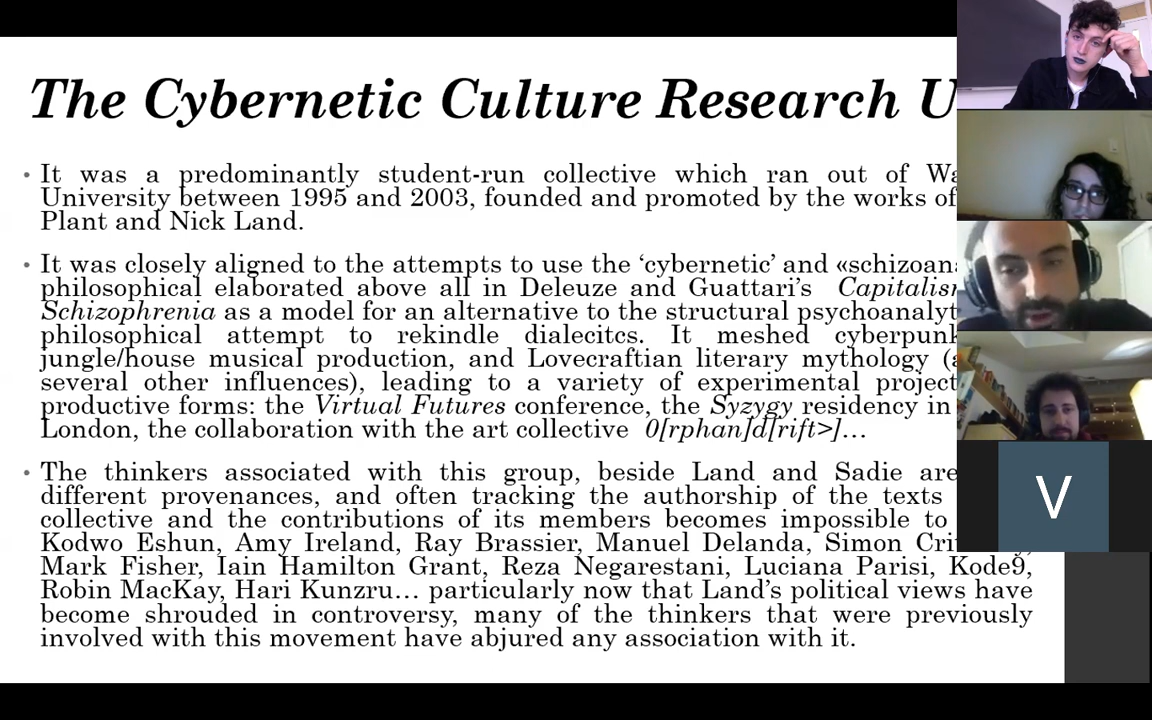 The Cybernetic Culture Research U
• It was a predominantly student-run collective which ran out of Wa
University between 1995 and 2003, founded and promoted by the works of
Plant and Nick Land.
• It was closely aligned to the attempts to use the ‘cybernetic’ and «schizoana
philosophical elaborated above all in Deleuze and Guattari’s Capitalism
Schizophrenia as a model for an alternative to the structural psychoanalyt
philosophical attempt to rekindle dialecitcs. It meshed cyberpunk
jungle/house musical production, and Lovecraftian literary mythology (a
several other influences), leading to a variety of experimental project
productive forms: the Virtual Futures conference, the Syzygy residency in
London, the collaboration with the art collective 0[rphan]d[rift>]…
• The thinkers associated with this group, beside Land and Sadie are
different provenances, and often tracking the authorship of the texts
collective and the contributions of its members becomes impossible to
Kodwo Eshun, Amy Ireland, Ray Brassier, Manuel Delanda, Simon Crit
Mark Fisher, Iain Hamilton Grant, Reza Negarestani, Luciana Parisi, Kode9,
Robin MacKay, Hari Kunzru… particularly now that Land’s political views have
become shrouded in controversy, many of the thinkers that were previously
involved with this movement have abjured any association with it.
V